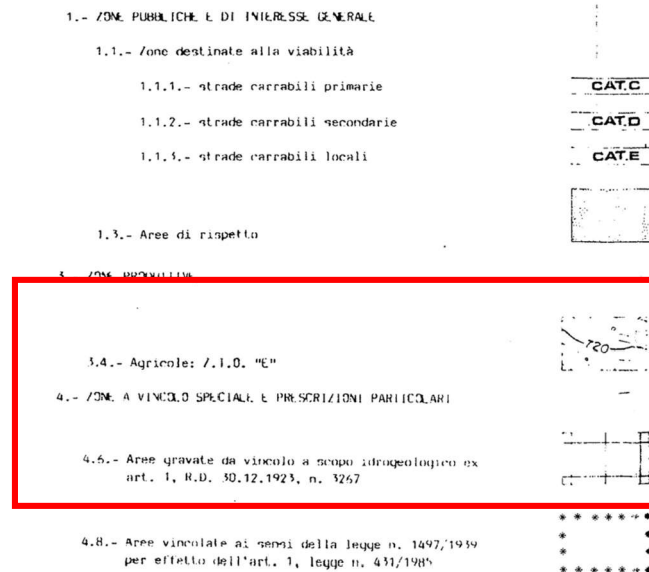 1.- ZONE PUBBLICHE E DI INTERESSE GENERALE
1.1.- Zone destinate alla viabilità
1.1.1.- strade carrabili primarie
CAT.C
1.1.2.- strade carrabili secondarie
CAT.D
1.1.3.- strade carrabili locali
CAT.E
1.3.- Aree di rispetto
3.- ZONE PRODUTTIVE
720
3.4.- Agricole: Z.T.O. "E"
4.- ZONE A VINCOLO SPECIALE E PRESCRIZIONI PARTICOLARI
4.6.- Aree gravate da vincolo a scopo idrogeologico ex
art. 1, R.D. 30.12.1923, n. 3267
4.8.- Aree vincolate ai sensi della legge n. 1497/1939
per effetto dell'art. 1, legge n. 431/1985